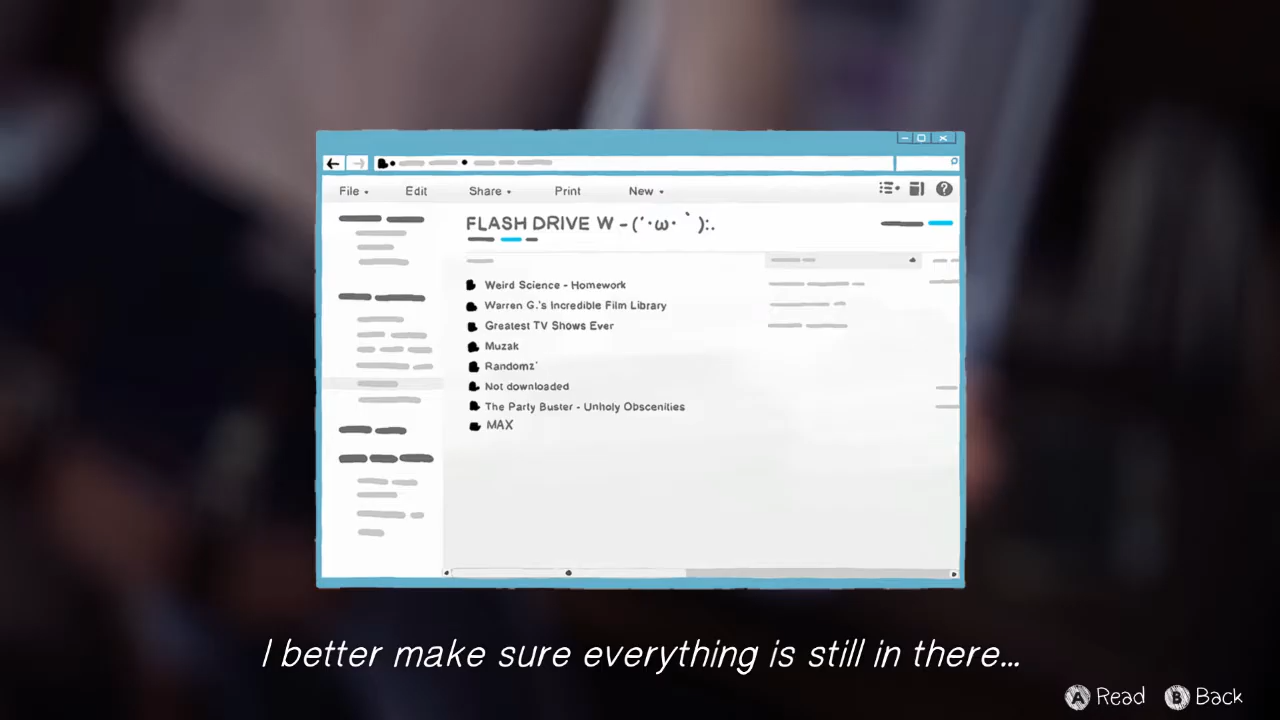 File Edit Share Print New
FLASH DRIVE W -(´･ω･`):.
Weird Science - Homework
Warren G.'s Incredible Film Library
Greatest TV Shows Ever
Muzak
Randomz'
Not downloaded
The Party Buster - Unholy Obscenities
MAX
I better make sure everything is still in there...
A Read B Back